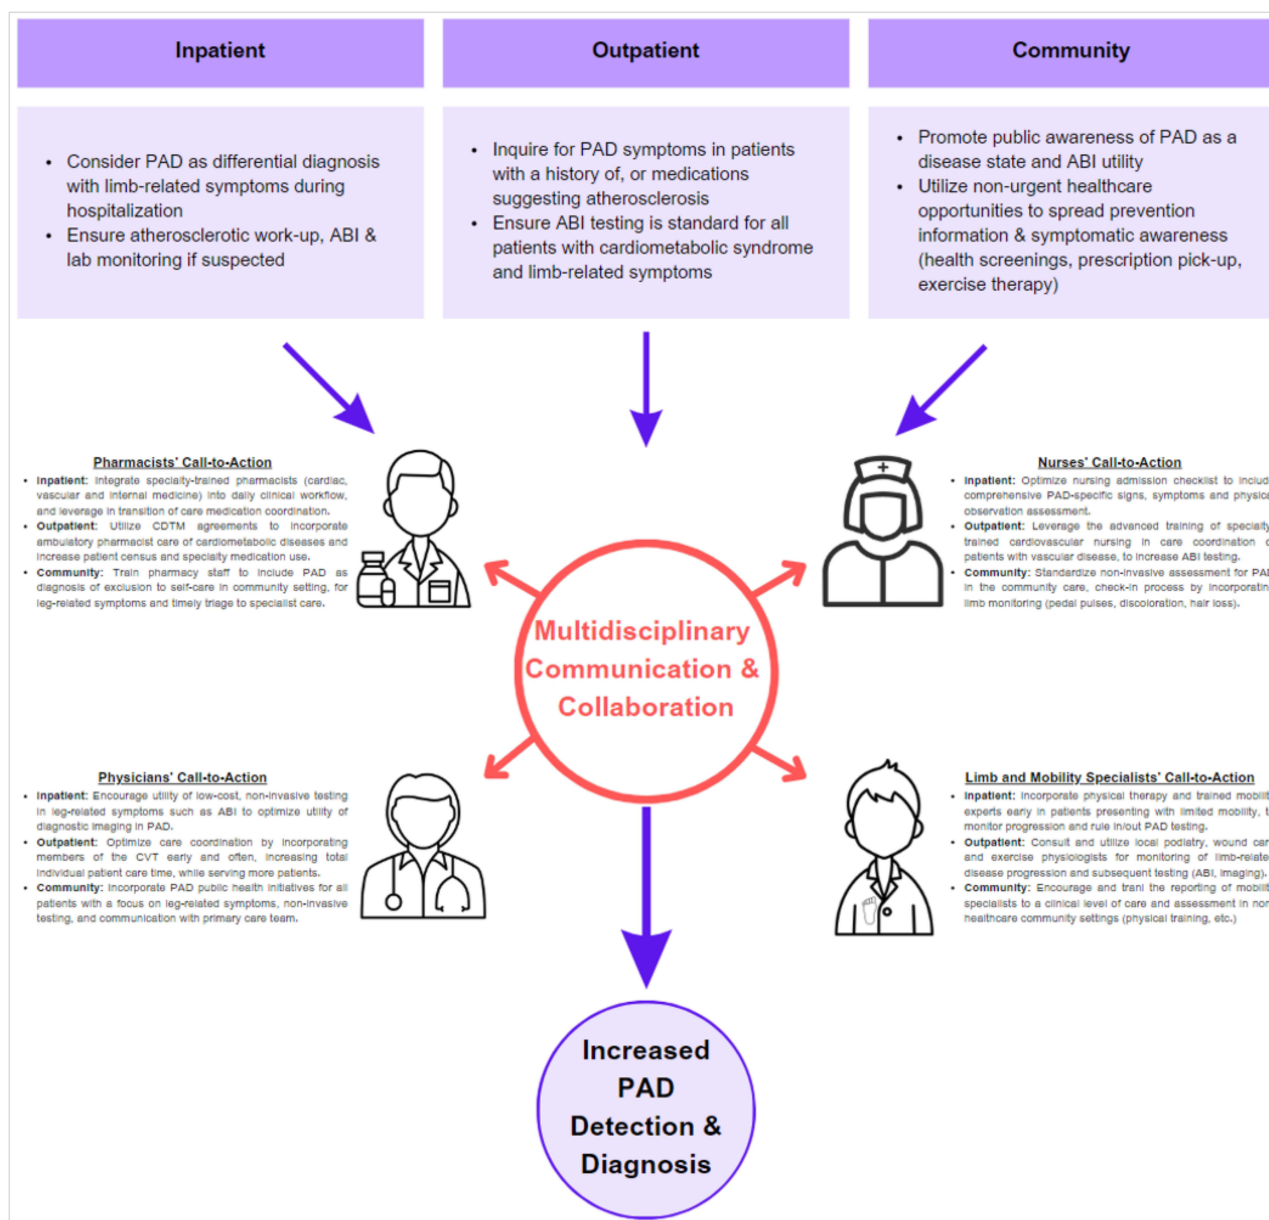 Inpatient
Outpatient
Community
• Consider PAD as differential diagnosis
with limb-related symptoms during
hospitalization
• Ensure atherosclerotic work-up, ABI &
lab monitoring if suspected
• Inquire for PAD symptoms in patients
with a history of, or medications
suggesting atherosclerosis
• Ensure ABI testing is standard for all
patients with cardiometabolic syndrome
and limb-related symptoms
• Promote public awareness of PAD as a
disease state and ABI utility
• Utilize non-urgent healthcare
opportunities to spread prevention
information & symptomatic awareness
(health screenings, prescription pick-up,
exercise therapy)
Pharmacists' Call-to-Action
• Inpatient: Integrate specialty-trained pharmacists (cardiac,
vascular and internal medicine) into daily clinical workflow,
and leverage in transition of care medication coordination.
• Outpatient: Utilize CDTM agreements to incorporate
ambulatory pharmacist care of cardiometabolic diseases and
increase patient census and specialty medication use.
• Community: Train pharmacy staff to include PAD as
diagnosis of exclusion to self-care in community setting, for
leg-related symptoms and timely triage to specialist care.
Nurses' Call-to-Action
• Inpatient: Optimize nursing admission checklist to includ
comprehensive PAD-specific signs, symptoms and physica
observation assessment.
• Outpatient: Leverage the advanced training of specialty
trained cardiovascular nursing in care coordination o
patients with vascular disease, to increase ABI testing.
• Community: Standardize non-invasive assessment for PAD
in the community care, check-in process by incorporatin
limb monitoring (pedal pulses, discoloration, hair loss).
Multidisciplinary
Communication &
Collaboration
Physicians' Call-to-Action
• Inpatient: Encourage utility of low-cost, non-invasive testing
in leg-related symptoms such as ABI to optimize utility of
diagnostic imaging in PAD.
• Outpatient: Optimize care coordination by incorporating
members of the CVT early and often, increasing total
individual patient care time, while serving more patients.
• Community: Incorporate PAD public health initiatives for all
patients with a focus on leg-related symptoms, non-invasive
testing, and communication with primary care team.
Limb and Mobility Specialists' Call-to-Action
• Inpatient: Incorporate physical therapy and trained mobilit
experts early in patients presenting with limited mobility, t
monitor progression and rule in/out PAD testing.
• Outpatient: Consult and utilize local podiatry, wound car
and exercise physiologists for monitoring of limb-relate
disease progression and subsequent testing (ABI, imaging).
• Community: Encourage and trani the reporting of mobilit
specialists to a clinical level of care and assessment in non
healthcare community settings (physical training, etc.)
Increased
PAD
Detection &
Diagnosis